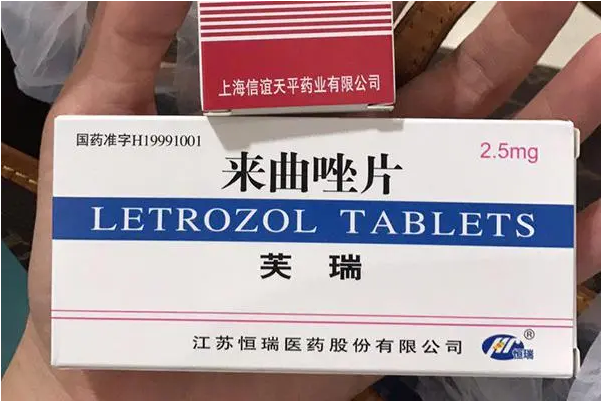 上海信谊天平药业有限公司
国药准字H19991001
来曲唑片
2.5mg
LETROZOL TABLETS
芙瑞
江苏恒瑞医药股份有限公司
恒瑞
®